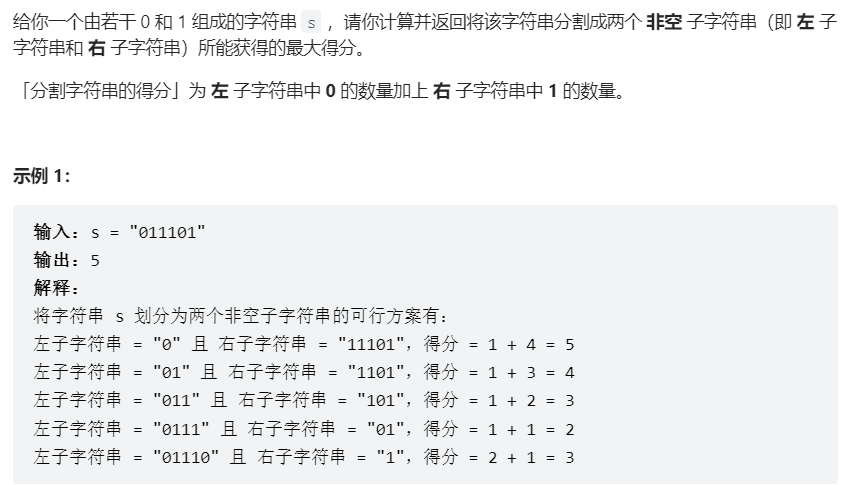 给你一个由若干 0 和 1 组成的字符串 s ，请你计算并返回将该字符串分割成两个 非空 子字符串（即 左 子
字符串和 右 子字符串）所能获得的最大得分。
「分割字符串的得分」为 左 子字符串中 0 的数量加上 右 子字符串中 1 的数量。
示例 1：
输入：s = "011101"
输出：5
解释：
将字符串 s 划分为两个非空子字符串的可行方案有：
左子字符串 = "0" 且 右子字符串 = "11101"，得分 = 1 + 4 = 5
左子字符串 = "01" 且 右子字符串 = "1101"，得分 = 1 + 3 = 4
左子字符串 = "011" 且 右子字符串 = "101"，得分 = 1 + 2 = 3
左子字符串 = "0111" 且 右子字符串 = "01"，得分 = 1 + 1 = 2
左子字符串 = "01110" 且 右子字符串 = "1"，得分 = 2 + 1 = 3